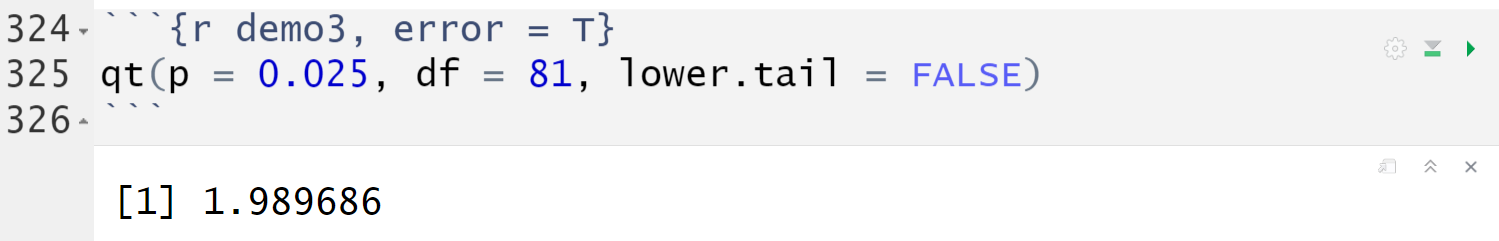 324 ```{r demo3, error = T}
325 qt(p = 0.025, df = 81, lower.tail = FALSE)
326 ```
[1] 1.989686